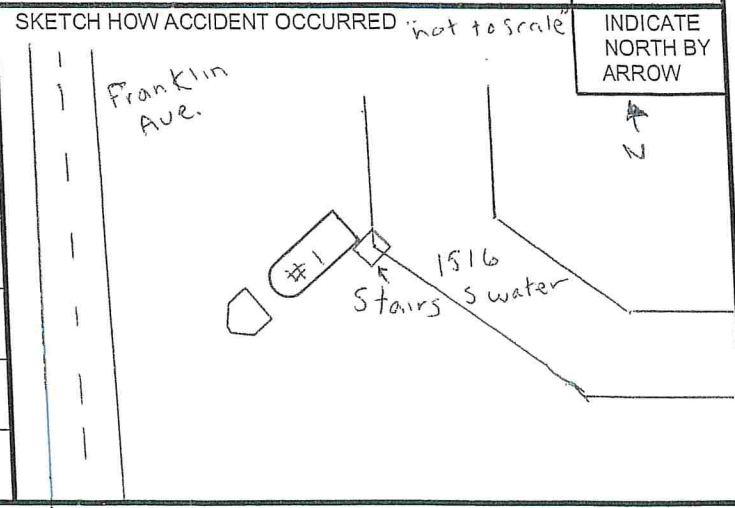 SKETCH HOW ACCIDENT OCCURRED "not to scale"
INDICATE
NORTH BY
ARROW
N
Franklin
Ave.
#1
1516
S water
Stairs